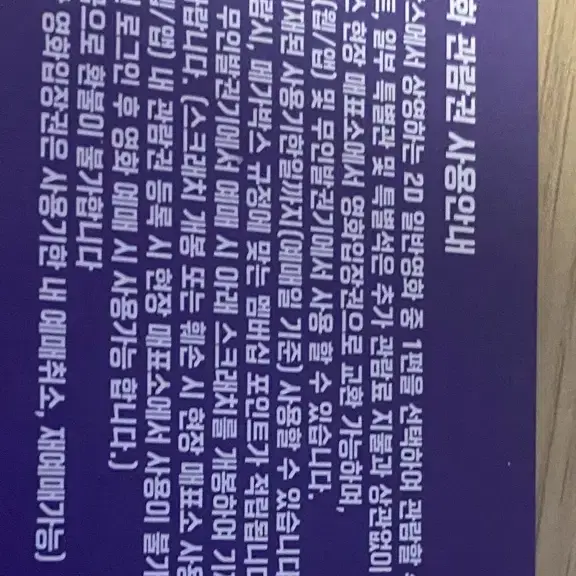 화 관람권 사용안내
스에서 상영하는 2D 일반영화 중 1편을 선택하여 관람할
트, 일부 특별관 및 특별석은 추가 관람료 지불과 상관없이
스 현장 매표소에서 영화입장권으로 교환 가능하며,
(웹/앱) 및 무인발권기에서 사용 할 수 있습니다.
기재된 사용기한일까지(예매일 기준) 사용할 수 있습니다
람시, 메가박스 규정에 맞는 멤버십 포인트가 적립됩니다
무인발권기에서 예매 시 아래 스크래치를 개봉하여 기
랍니다. (스크래치 개봉 또는 훼손 시 현장 매표소 사용
웹/앱) 내 관람권 등록 시 현장 매표소에서 사용이 불가
로그인 후 영화 예매 시 사용가능 합니다.)
으로 환불이 불가합니다
영화입장권은 사용기한 내 예매취소, 재예매가능)